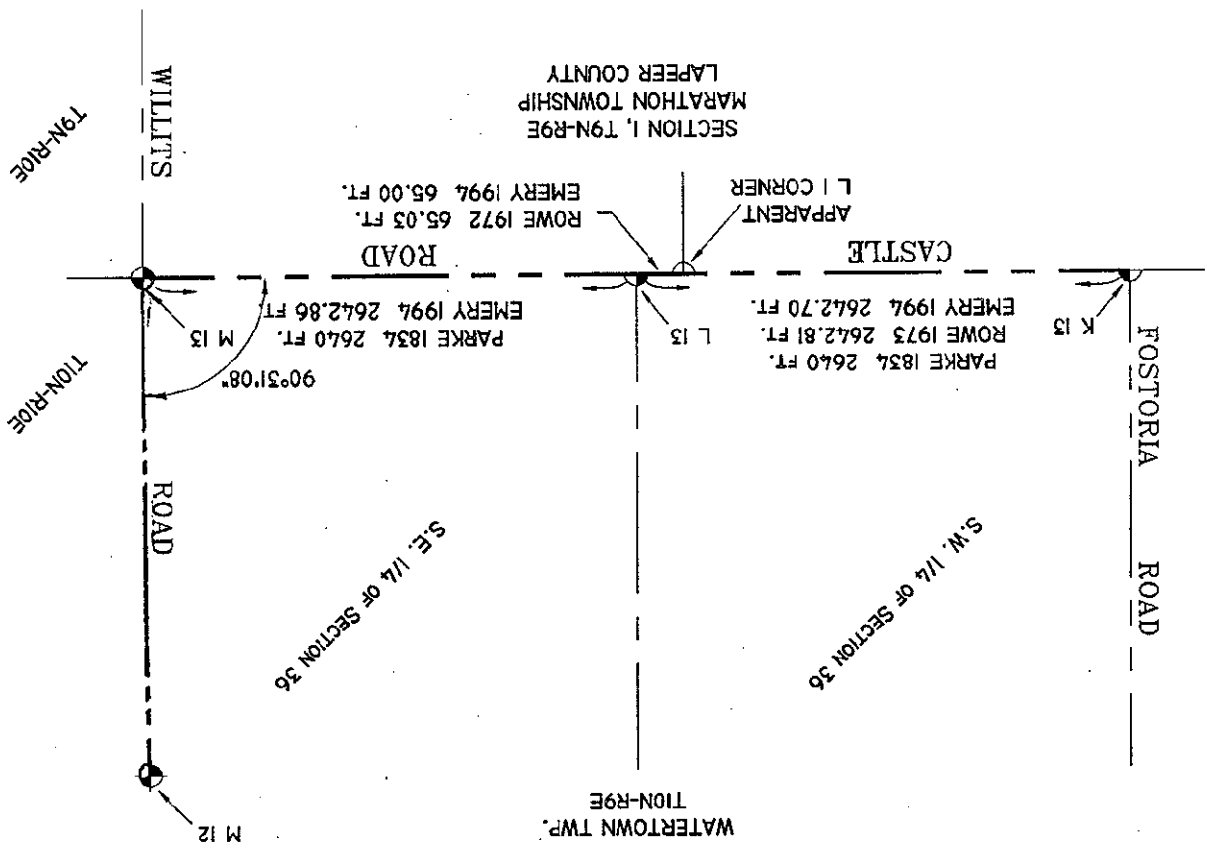 M 12
WATERTOWN TWP.
T10N-R9E
S.W. 1/4 OF SECTION 36
S.E. 1/4 OF SECTION 36
FOSTORIA ROAD
WILLITS ROAD
T10N-R10E
90°31'08"
K 13
PARKE 1834 2640 FT.
ROWE 1973 2642.81 FT.
EMERY 1994 2642.70 FT.
L 13
PARKE 1834 2640 FT.
EMERY 1994 2642.86 FT
M 13
CASTLE ROAD
APPARENT
L 1 CORNER
ROWE 1972 65.03 FT.
EMERY 1994 65.00 FT.
SECTION 1, T9N-R9E
MARATHON TOWNSHIP
LAPEER COUNTY
T9N-R10E